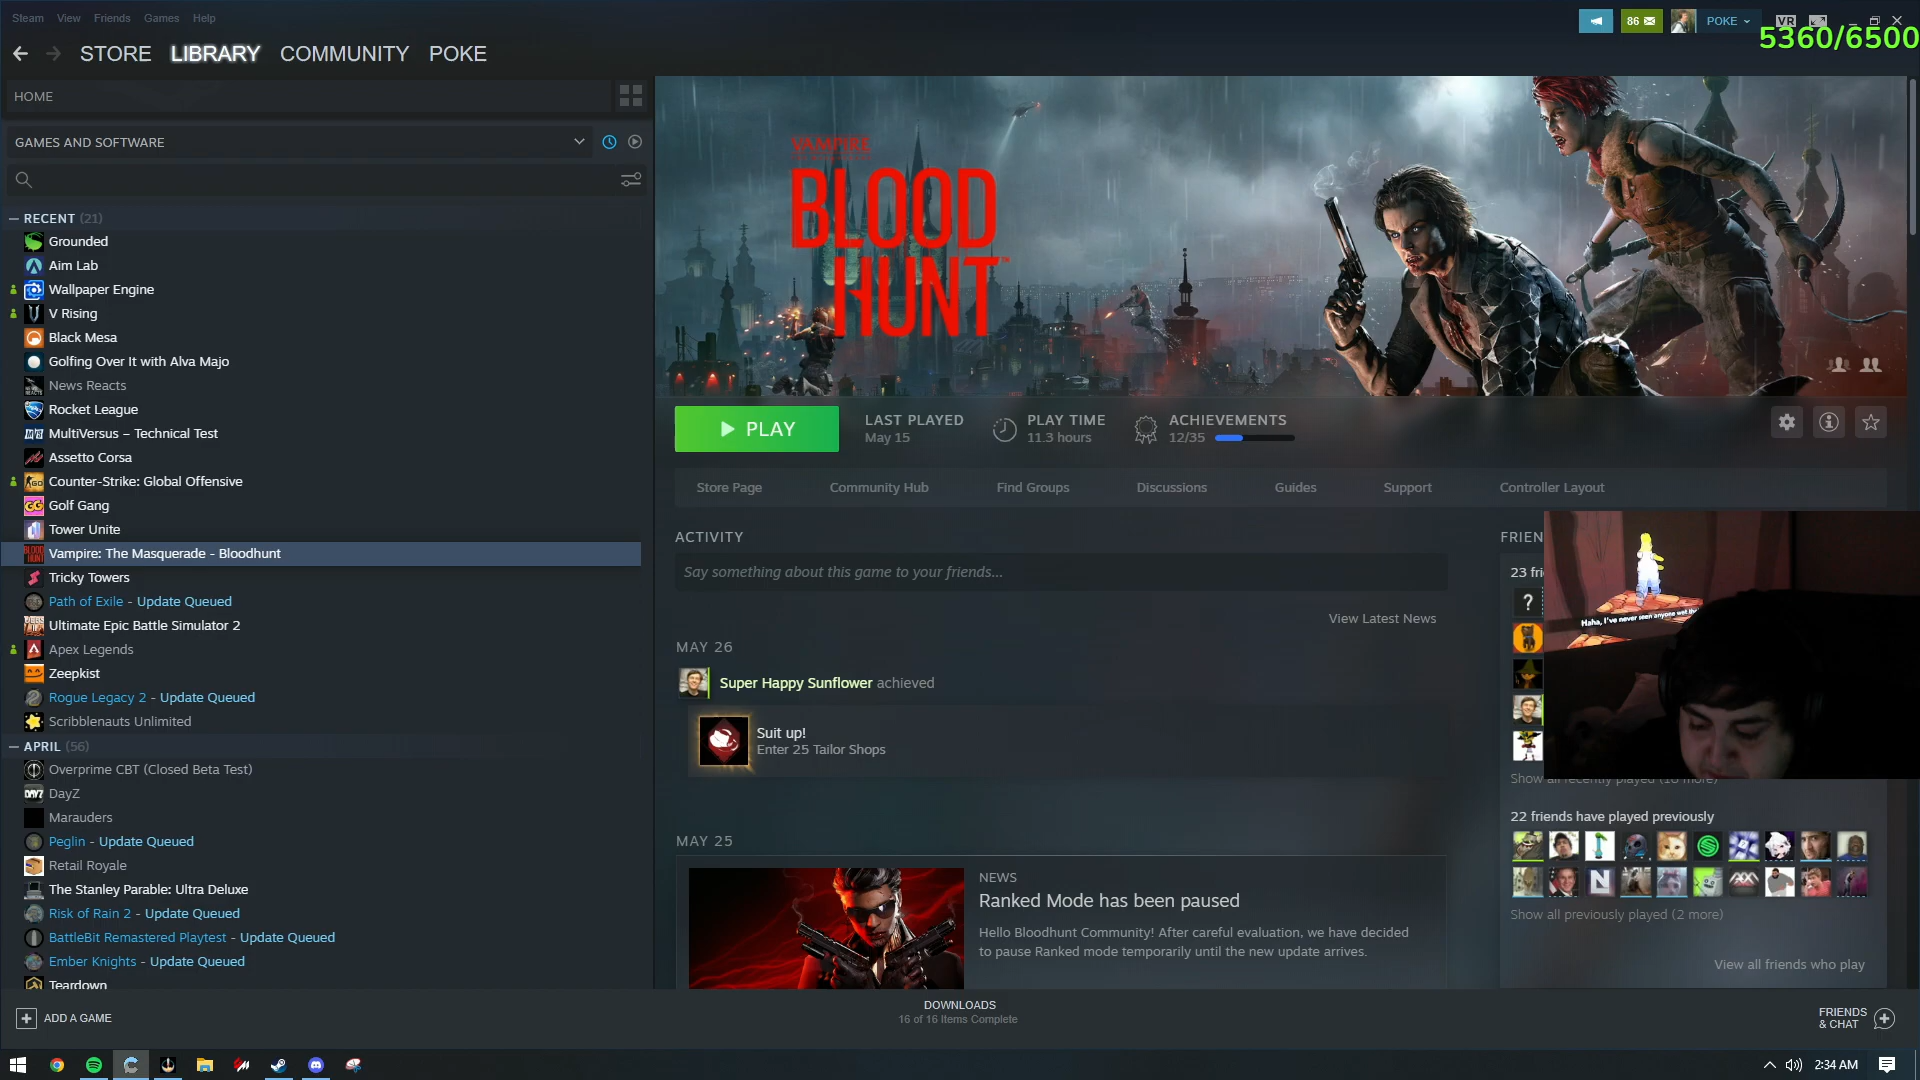 Steam View Friends Games Help
86
POKE
VR
5360/6500
STORE LIBRARY COMMUNITY POKE
HOME
GAMES AND SOFTWARE
— RECENT (21)
Grounded
Aim Lab
Wallpaper Engine
V Rising
Black Mesa
Golfing Over It with Alva Majo
News Reacts
Rocket League
MultiVersus – Technical Test
Assetto Corsa
Counter-Strike: Global Offensive
Golf Gang
Tower Unite
Vampire: The Masquerade - Bloodhunt
Tricky Towers
Path of Exile - Update Queued
Ultimate Epic Battle Simulator 2
Apex Legends
Zeepkist
Rogue Legacy 2 - Update Queued
Scribblenauts Unlimited
— APRIL (56)
Overprime CBT (Closed Beta Test)
DayZ
Marauders
Peglin - Update Queued
Retail Royale
The Stanley Parable: Ultra Deluxe
Risk of Rain 2 - Update Queued
BattleBit Remastered Playtest - Update Queued
Ember Knights - Update Queued
Teardown
VAMPIRE
BLOOD
HUNT™
PLAY
LAST PLAYED
May 15
PLAY TIME
11.3 hours
ACHIEVEMENTS
12/35
Store Page Community Hub Find Groups Discussions Guides Support Controller Layout
ACTIVITY
Say something about this game to your friends...
View Latest News
MAY 26
Super Happy Sunflower achieved
Suit up!
Enter 25 Tailor Shops
MAY 25
NEWS
Ranked Mode has been paused
Hello Bloodhunt Community! After careful evaluation, we have decided
to pause Ranked mode temporarily until the new update arrives.
FRIEN
23 fri
?
Haha, I've never seen anyone
Show all recently played (18 more)
22 friends have played previously
Show all previously played (2 more)
View all friends who play
ADD A GAME
DOWNLOADS
16 of 16 Items Complete
FRIENDS
& CHAT
2:34 AM